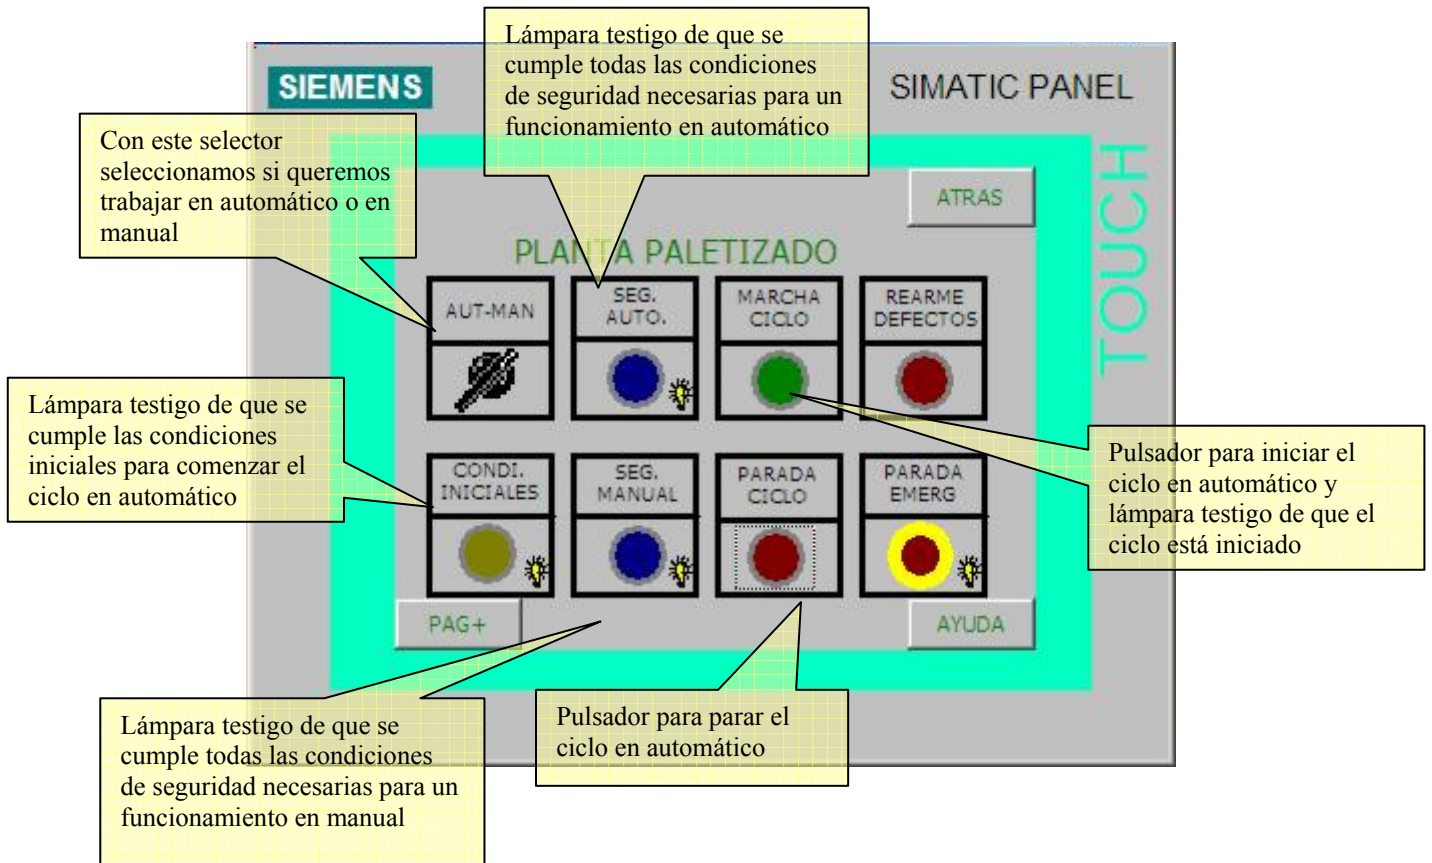 Lámpara testigo de que se
cumple todas las condiciones
de seguridad necesarias para un
funcionamiento en automático
SIEMENS
SIMATIC PANEL
TOUCH
Con este selector
seleccionamos si queremos
trabajar en automático o en
manual
ATRAS
PLANTA PALETIZADO
AUT-MAN
SEG.
AUTO.
MARCHA
CICLO
REARME
DEFECTOS
Lámpara testigo de que se
cumple las condiciones
iniciales para comenzar el
ciclo en automático
Pulsador para iniciar el
ciclo en automático y
lámpara testigo de que el
ciclo está iniciado
CONDI.
INICIALES
SEG.
MANUAL
PARADA
CICLO
PARADA
EMERG
PAG+
AYUDA
Lámpara testigo de que se
cumple todas las condiciones
de seguridad necesarias para un
funcionamiento en manual
Pulsador para parar el
ciclo en automático